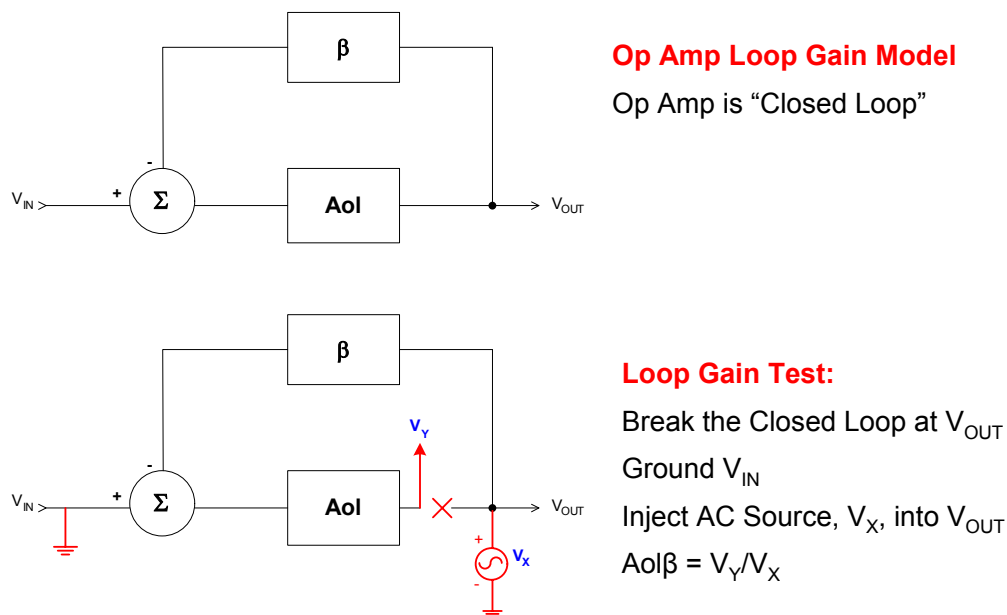 β
Op Amp Loop Gain Model
Op Amp is “Closed Loop”
-
V_IN + Σ Aol V_OUT
β
Loop Gain Test:
Break the Closed Loop at V_OUT
V_Y
-
V_IN + Σ Aol V_OUT
Ground V_IN
Inject AC Source, V_X, into V_OUT
+
V_X
-
Aolβ = V_Y/V_X